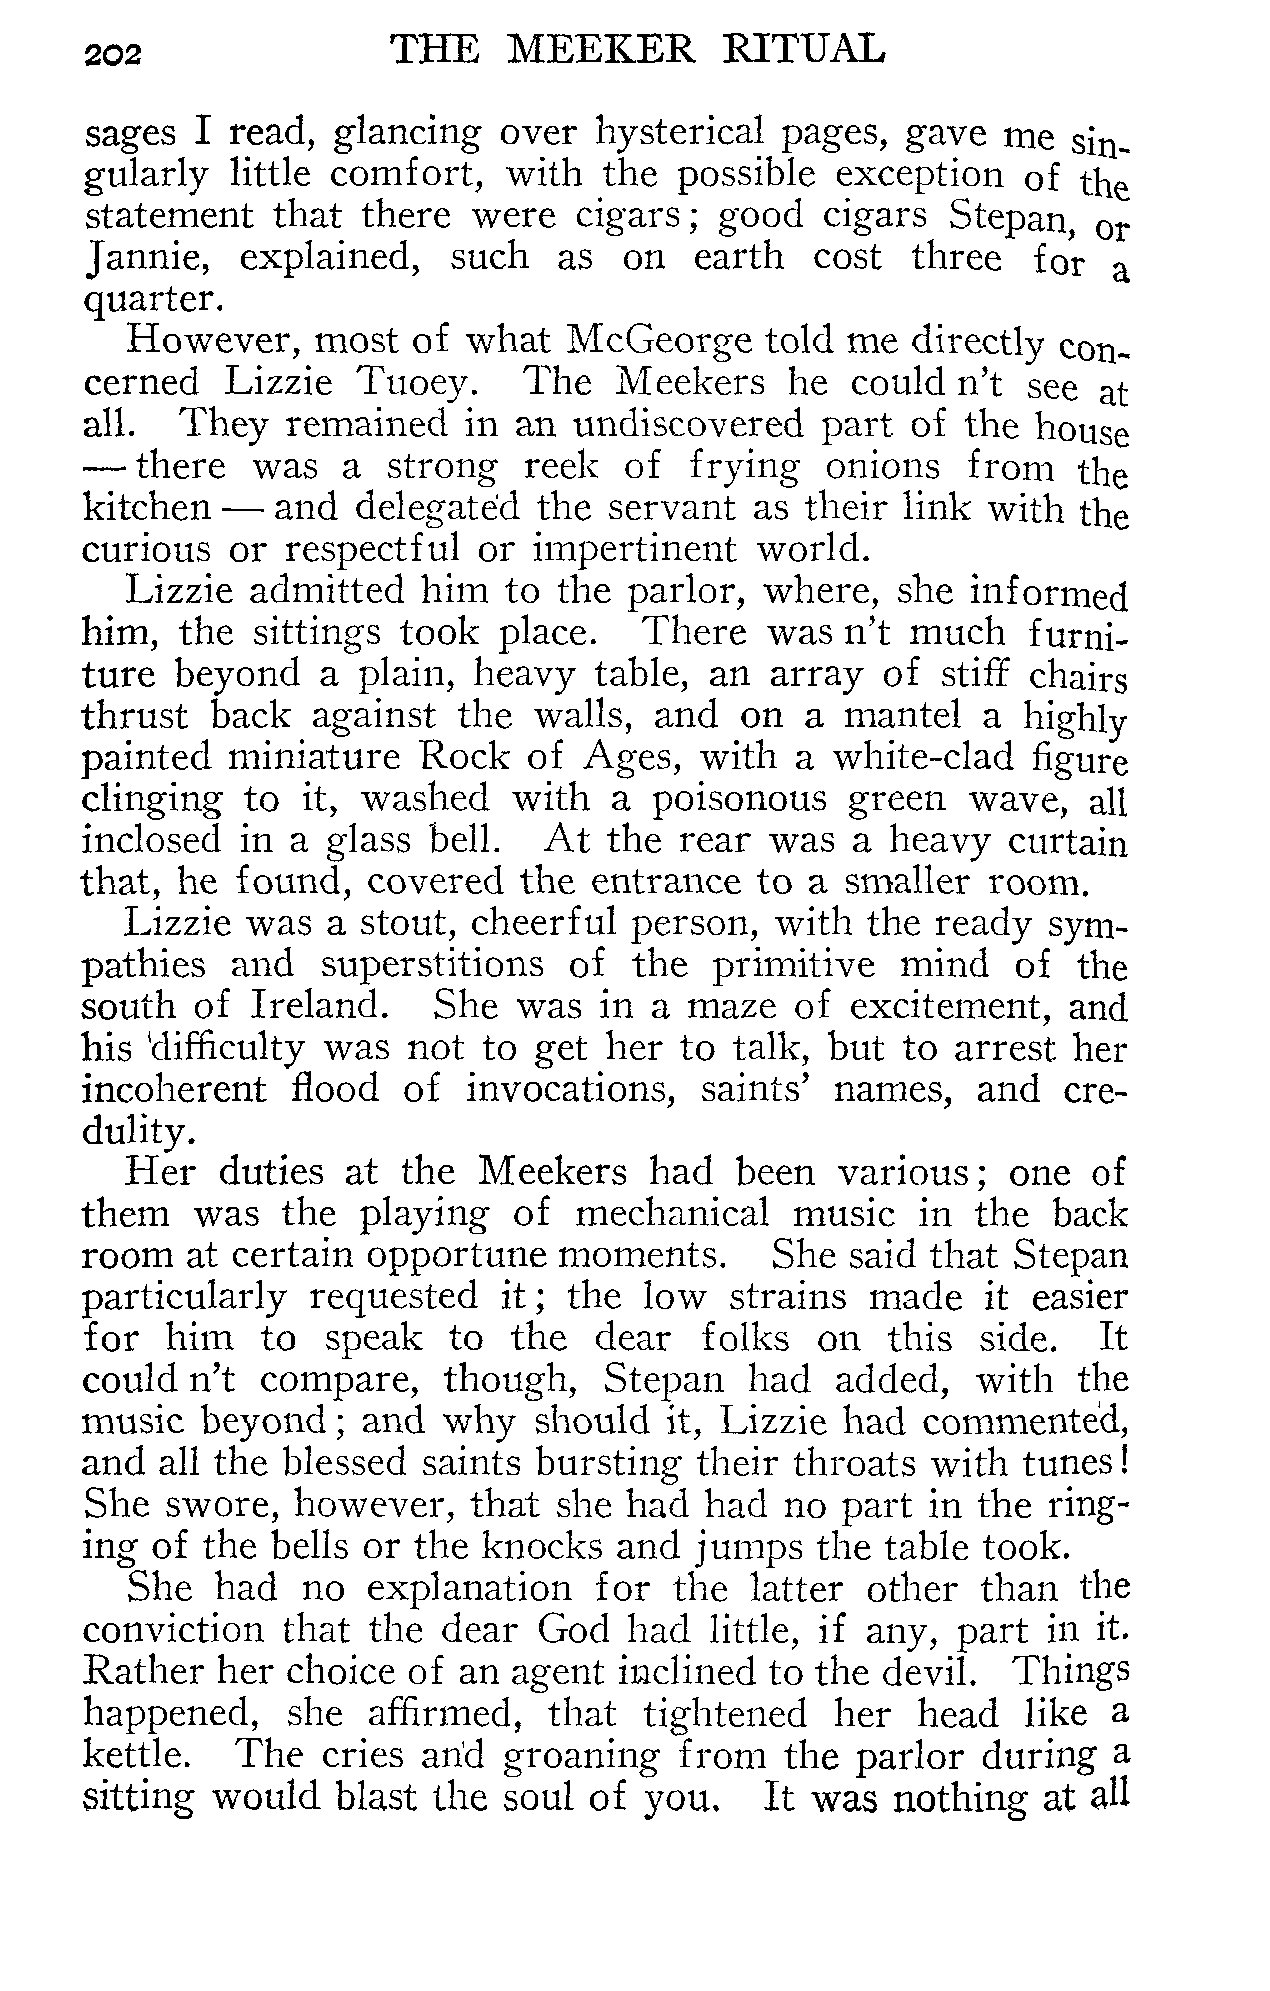 202 THE MEEKER RITUAL
sages I read, glancing over hysterical pages, gave me sin-
gularly little comfort, with the possible exception of the
statement that there were cigars; good cigars Stepan, or
Jannie, explained, such as on earth cost three for a
quarter.
However, most of what McGeorge told me directly con-
cerned Lizzie Tuoey. The Meekers he could n't see at
all. They remained in an undiscovered part of the house
— there was a strong reek of frying onions from the
kitchen — and delegated the servant as their link with the
curious or respectful or impertinent world.
Lizzie admitted him to the parlor, where, she informed
him, the sittings took place. There was n't much furni-
ture beyond a plain, heavy table, an array of stiff chairs
thrust back against the walls, and on a mantel a highly
painted miniature Rock of Ages, with a white-clad figure
clinging to it, washed with a poisonous green wave, all
inclosed in a glass bell. At the rear was a heavy curtain
that, he found, covered the entrance to a smaller room.
Lizzie was a stout, cheerful person, with the ready sym-
pathies and superstitions of the primitive mind of the
south of Ireland. She was in a maze of excitement, and
his difficulty was not to get her to talk, but to arrest her
incoherent flood of invocations, saints' names, and cre-
dulity.
Her duties at the Meekers had been various; one of
them was the playing of mechanical music in the back
room at certain opportune moments. She said that Stepan
particularly requested it; the low strains made it easier
for him to speak to the dear folks on this side. It
could n't compare, though, Stepan had added, with the
music beyond; and why should it, Lizzie had commented,
and all the blessed saints bursting their throats with tunes!
She swore, however, that she had had no part in the ring-
ing of the bells or the knocks and jumps the table took.
She had no explanation for the latter other than the
conviction that the dear God had little, if any, part in it.
Rather her choice of an agent inclined to the devil. Things
happened, she affirmed, that tightened her head like a
kettle. The cries and groaning from the parlor during a
sitting would blast the soul of you. It was nothing at all